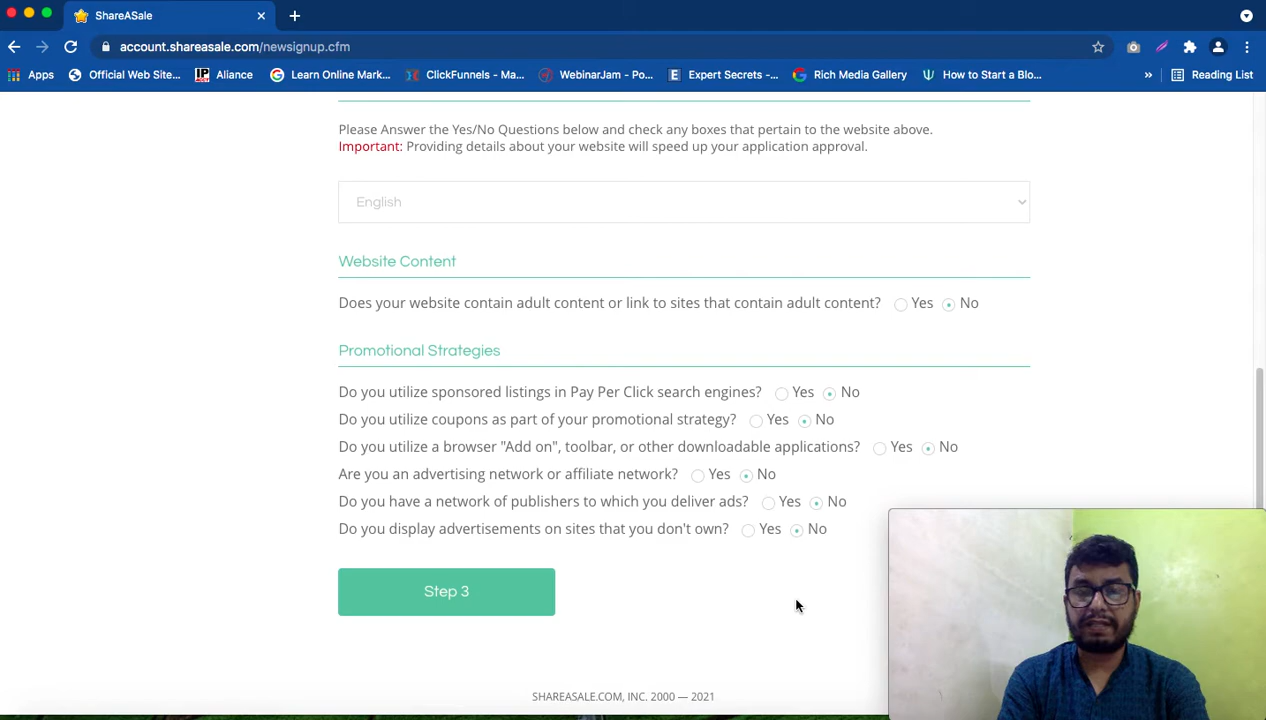 ShareASale
account.shareasale.com/newsignup.cfm
Apps
Official Web Site...
IP
ACCT
Aliance
Learn Online Mark...
ClickFunnels - Ma...
WebinarJam - Po...
E
Expert Secrets -...
Rich Media Gallery
How to Start a Blo...
»
Reading List
Please Answer the Yes/No Questions below and check any boxes that pertain to the website above.
Important: Providing details about your website will speed up your application approval.
English
Website Content
Does your website contain adult content or link to sites that contain adult content? Yes No
Promotional Strategies
Do you utilize sponsored listings in Pay Per Click search engines? Yes No
Do you utilize coupons as part of your promotional strategy? Yes No
Do you utilize a browser "Add on", toolbar, or other downloadable applications? Yes No
Are you an advertising network or affiliate network? Yes No
Do you have a network of publishers to which you deliver ads? Yes No
Do you display advertisements on sites that you don't own? Yes No
Step 3
SHAREASALE.COM, INC. 2000 — 2021